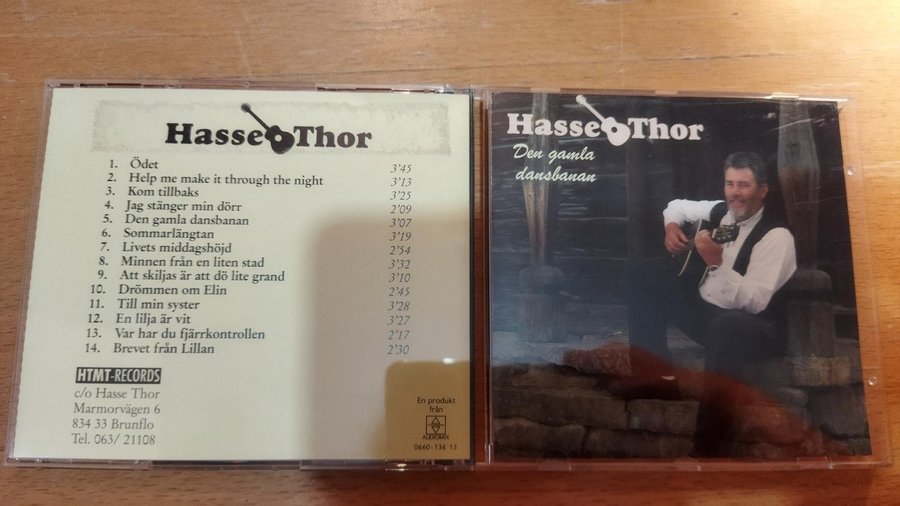 Hasse Thor
1. Ödet 3'45
2. Help me make it through the night 3'13
3. Kom tillbaks 3'25
4. Jag stänger min dörr 2'09
5. Den gamla dansbanan 3'07
6. Sommarlängtan 3'19
7. Livets middagshöjd 2'54
8. Minnen från en liten stad 3'32
9. Att skiljas är att dö lite grand 3'10
10. Drömmen om Elin 2'45
11. Till min syster 3'28
12. En lilja är vit 3'27
13. Var har du fjärrkontrollen 2'17
14. Brevet från Lillan 2'30
HTMT-RECORDS
c/o Hasse Thor
Marmorvägen 6
834 33 Brunflo
Tel. 063/ 21108
En produkt
från
AUDIOMIX
0660-136 13
Hasse Thor
Den gamla
dansbanan